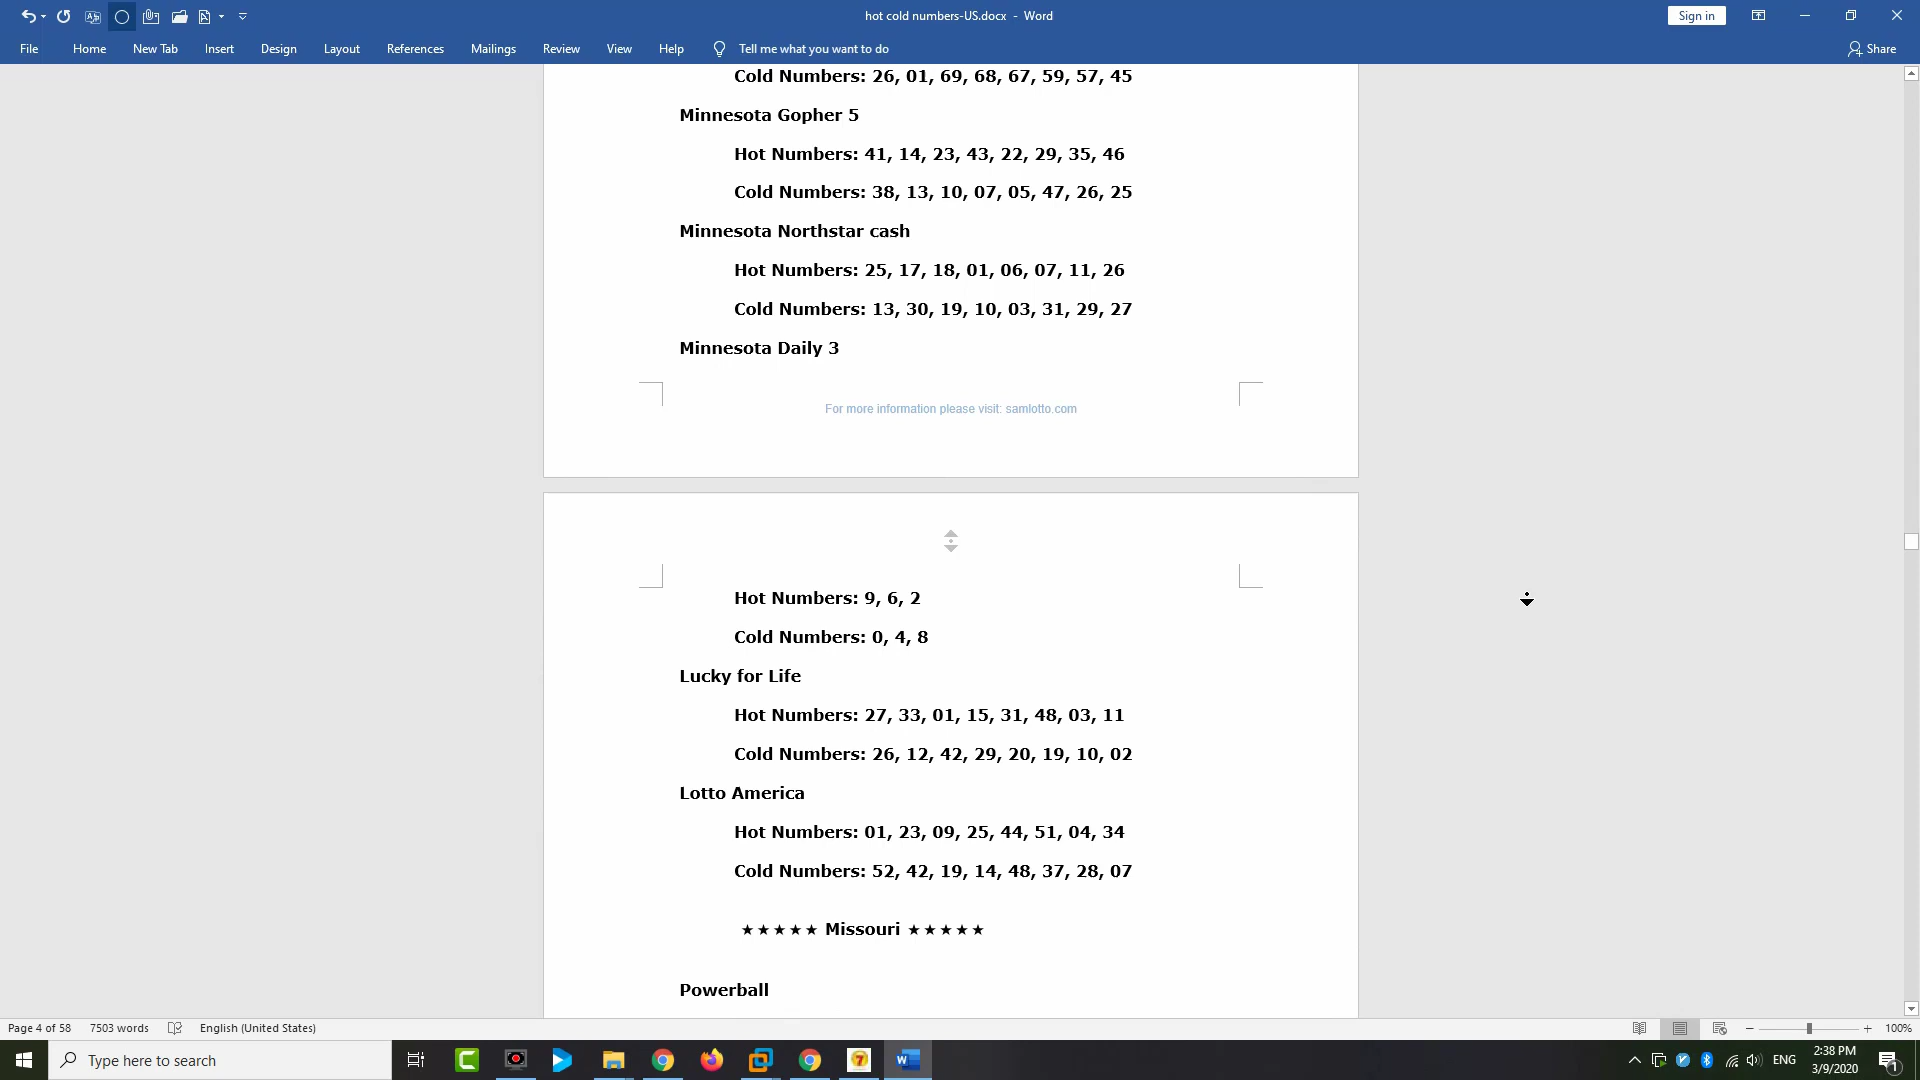 hot cold numbers-US.docx - Word
Sign in
File Home New Tab Insert Design Layout References Mailings Review View Help Tell me what you want to do Share
Cold Numbers: 26, 01, 69, 68, 67, 59, 57, 45
Minnesota Gopher 5
Hot Numbers: 41, 14, 23, 43, 22, 29, 35, 46
Cold Numbers: 38, 13, 10, 07, 05, 47, 26, 25
Minnesota Northstar cash
Hot Numbers: 25, 17, 18, 01, 06, 07, 11, 26
Cold Numbers: 13, 30, 19, 10, 03, 31, 29, 27
Minnesota Daily 3
For more information please visit: samlotto.com
Hot Numbers: 9, 6, 2
Cold Numbers: 0, 4, 8
Lucky for Life
Hot Numbers: 27, 33, 01, 15, 31, 48, 03, 11
Cold Numbers: 26, 12, 42, 29, 20, 19, 10, 02
Lotto America
Hot Numbers: 01, 23, 09, 25, 44, 51, 04, 34
Cold Numbers: 52, 42, 19, 14, 48, 37, 28, 07
★★★★★ Missouri ★★★★★
Powerball
Page 4 of 58 7503 words English (United States) 100%
Type here to search
ENG
2:38 PM
3/9/2020